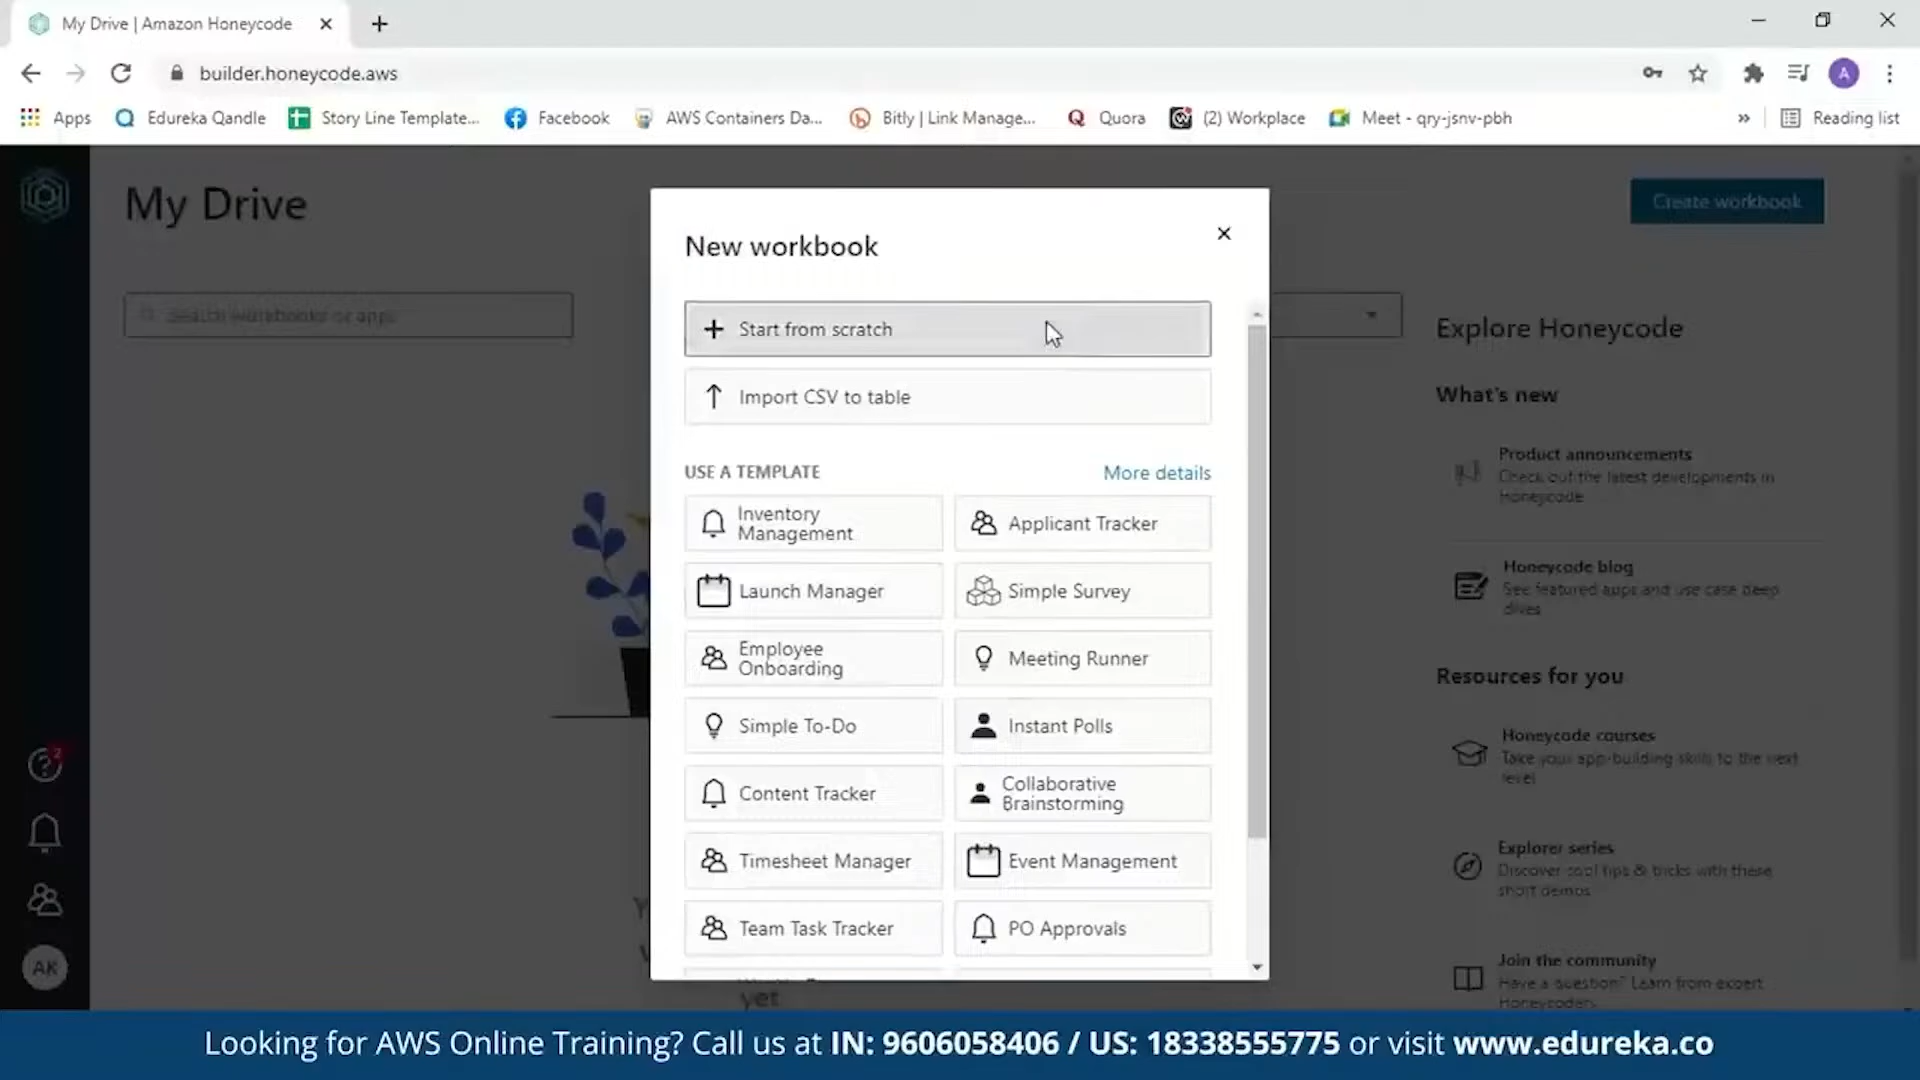 My Drive | Amazon Honeycode
builder.honeycode.aws
Apps
Edureka Qandle
Story Line Template...
Facebook
AWS Containers Da...
Bitly | Link Manage...
Quora
(2) Workplace
Meet - qry-jsnv-pbh
Reading list
A
My Drive
Create workbook
Search workbooks or apps
New workbook
Start from scratch
Import CSV to table
USE A TEMPLATE
More details
Inventory
Management
Applicant Tracker
Launch Manager
Simple Survey
Employee
Onboarding
Meeting Runner
Simple To-Do
Instant Polls
Content Tracker
Collaborative
Brainstorming
Timesheet Manager
Event Management
Team Task Tracker
PO Approvals
yet
Explore Honeycode
What's new
Product announcements
Check out the latest developments in
Honeycode
Honeycode blog
See featured apps and use case deep
dives
Resources for you
Honeycode courses
Take your app-building skills to the next
level
Explorer series
Discover cool tips & tricks with these
short demos
Join the community
Have a question? Learn from expert
Honeycoders
2
AK
Looking for AWS Online Training? Call us at IN: 9606058406 / US: 18338555775 or visit www.edureka.co